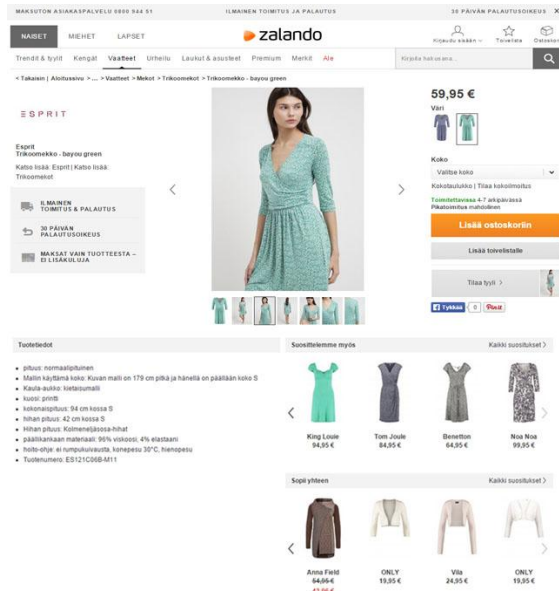 MAKSUTON ASIAKASPALVELU 0800 944 51
ILMAINEN TOIMITUS JA PALAUTUS
30 PÄIVÄN PALAUTUSOIKEUS
NAISET MIEHET LAPSET
zalando
Kirjaudu sisään
Toivelista
Ostoskori
Trendit & tyylit Kengät Vaatteet Urheilu Laukut & asusteet Premium Merkit Ale
Kirjoita hakusana...
< Takaisin | Aloitussivu > ... > Vaatteet > Mekot > Trikoomekot > Trikoomekko - bayou green
ESPRIT
Esprit
Trikoomekko - bayou green
Katso lisää: Esprit | Katso lisää:
Trikoomekot
ILMAINEN
TOIMITUS & PALAUTUS
30 PÄIVÄN
PALAUTUSOIKEUS
MAKSAT VAIN TUOTTEESTA –
EI LISÄKULUJA
59,95 €
Väri
Koko
Valitse koko
Kokotaulukko | Tilaa kokoilmoitus
Toimitettavissa 4-7 arkipäivässä
Pikatoimitus mahdollinen
Lisää ostoskoriin
Lisää toivelistalle
Tilaa tyyli >
Tykkää 0 Pin it
Tuotetiedot
pituus: normaalipituinen
Mallin käyttämä koko: Kuvan malli on 179 cm pitkä ja hänellä on päällään koko S
Kaula-aukko: kietaisumalli
kuosi: printti
kokonaispituus: 94 cm kossa S
hihan pituus: 42 cm kossa S
Hihan pituus: Kolmeneljäsosa-hihat
päällikankaan materiaali: 96% viskoosi, 4% elastaani
hoito-ohje: ei rumpukuivausta, konepesu 30°C, hienopesu
Tuotenumero: ES121C06B-M11
Suosittelemme myös
Kaikki suositukset >
King Louie
94,95 €
Tom Joule
84,95 €
Benetton
64,95 €
Noa Noa
99,95 €
Sopii yhteen
Kaikki suositukset >
Anna Field
54,95 €
ONLY
19,95 €
Vila
24,95 €
ONLY
19,95 €